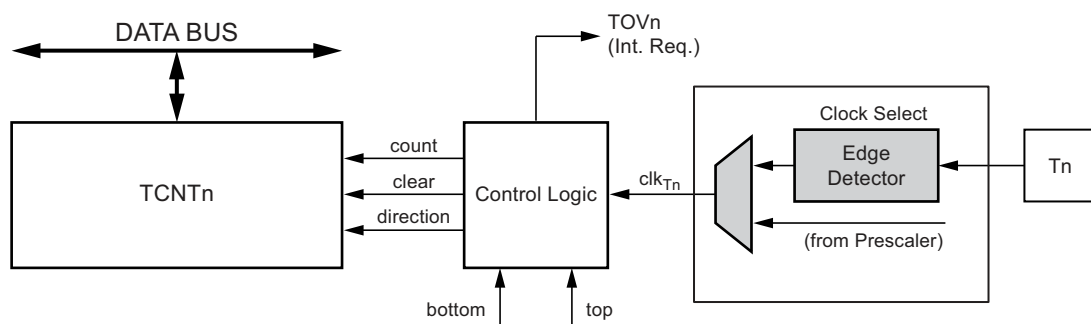 DATA BUS
TOVn
(Int. Req.)
TCNTn
count
clear
direction
Control Logic
clkTn
Clock Select
Edge
Detector
(from Prescaler)
Tn
bottom
top